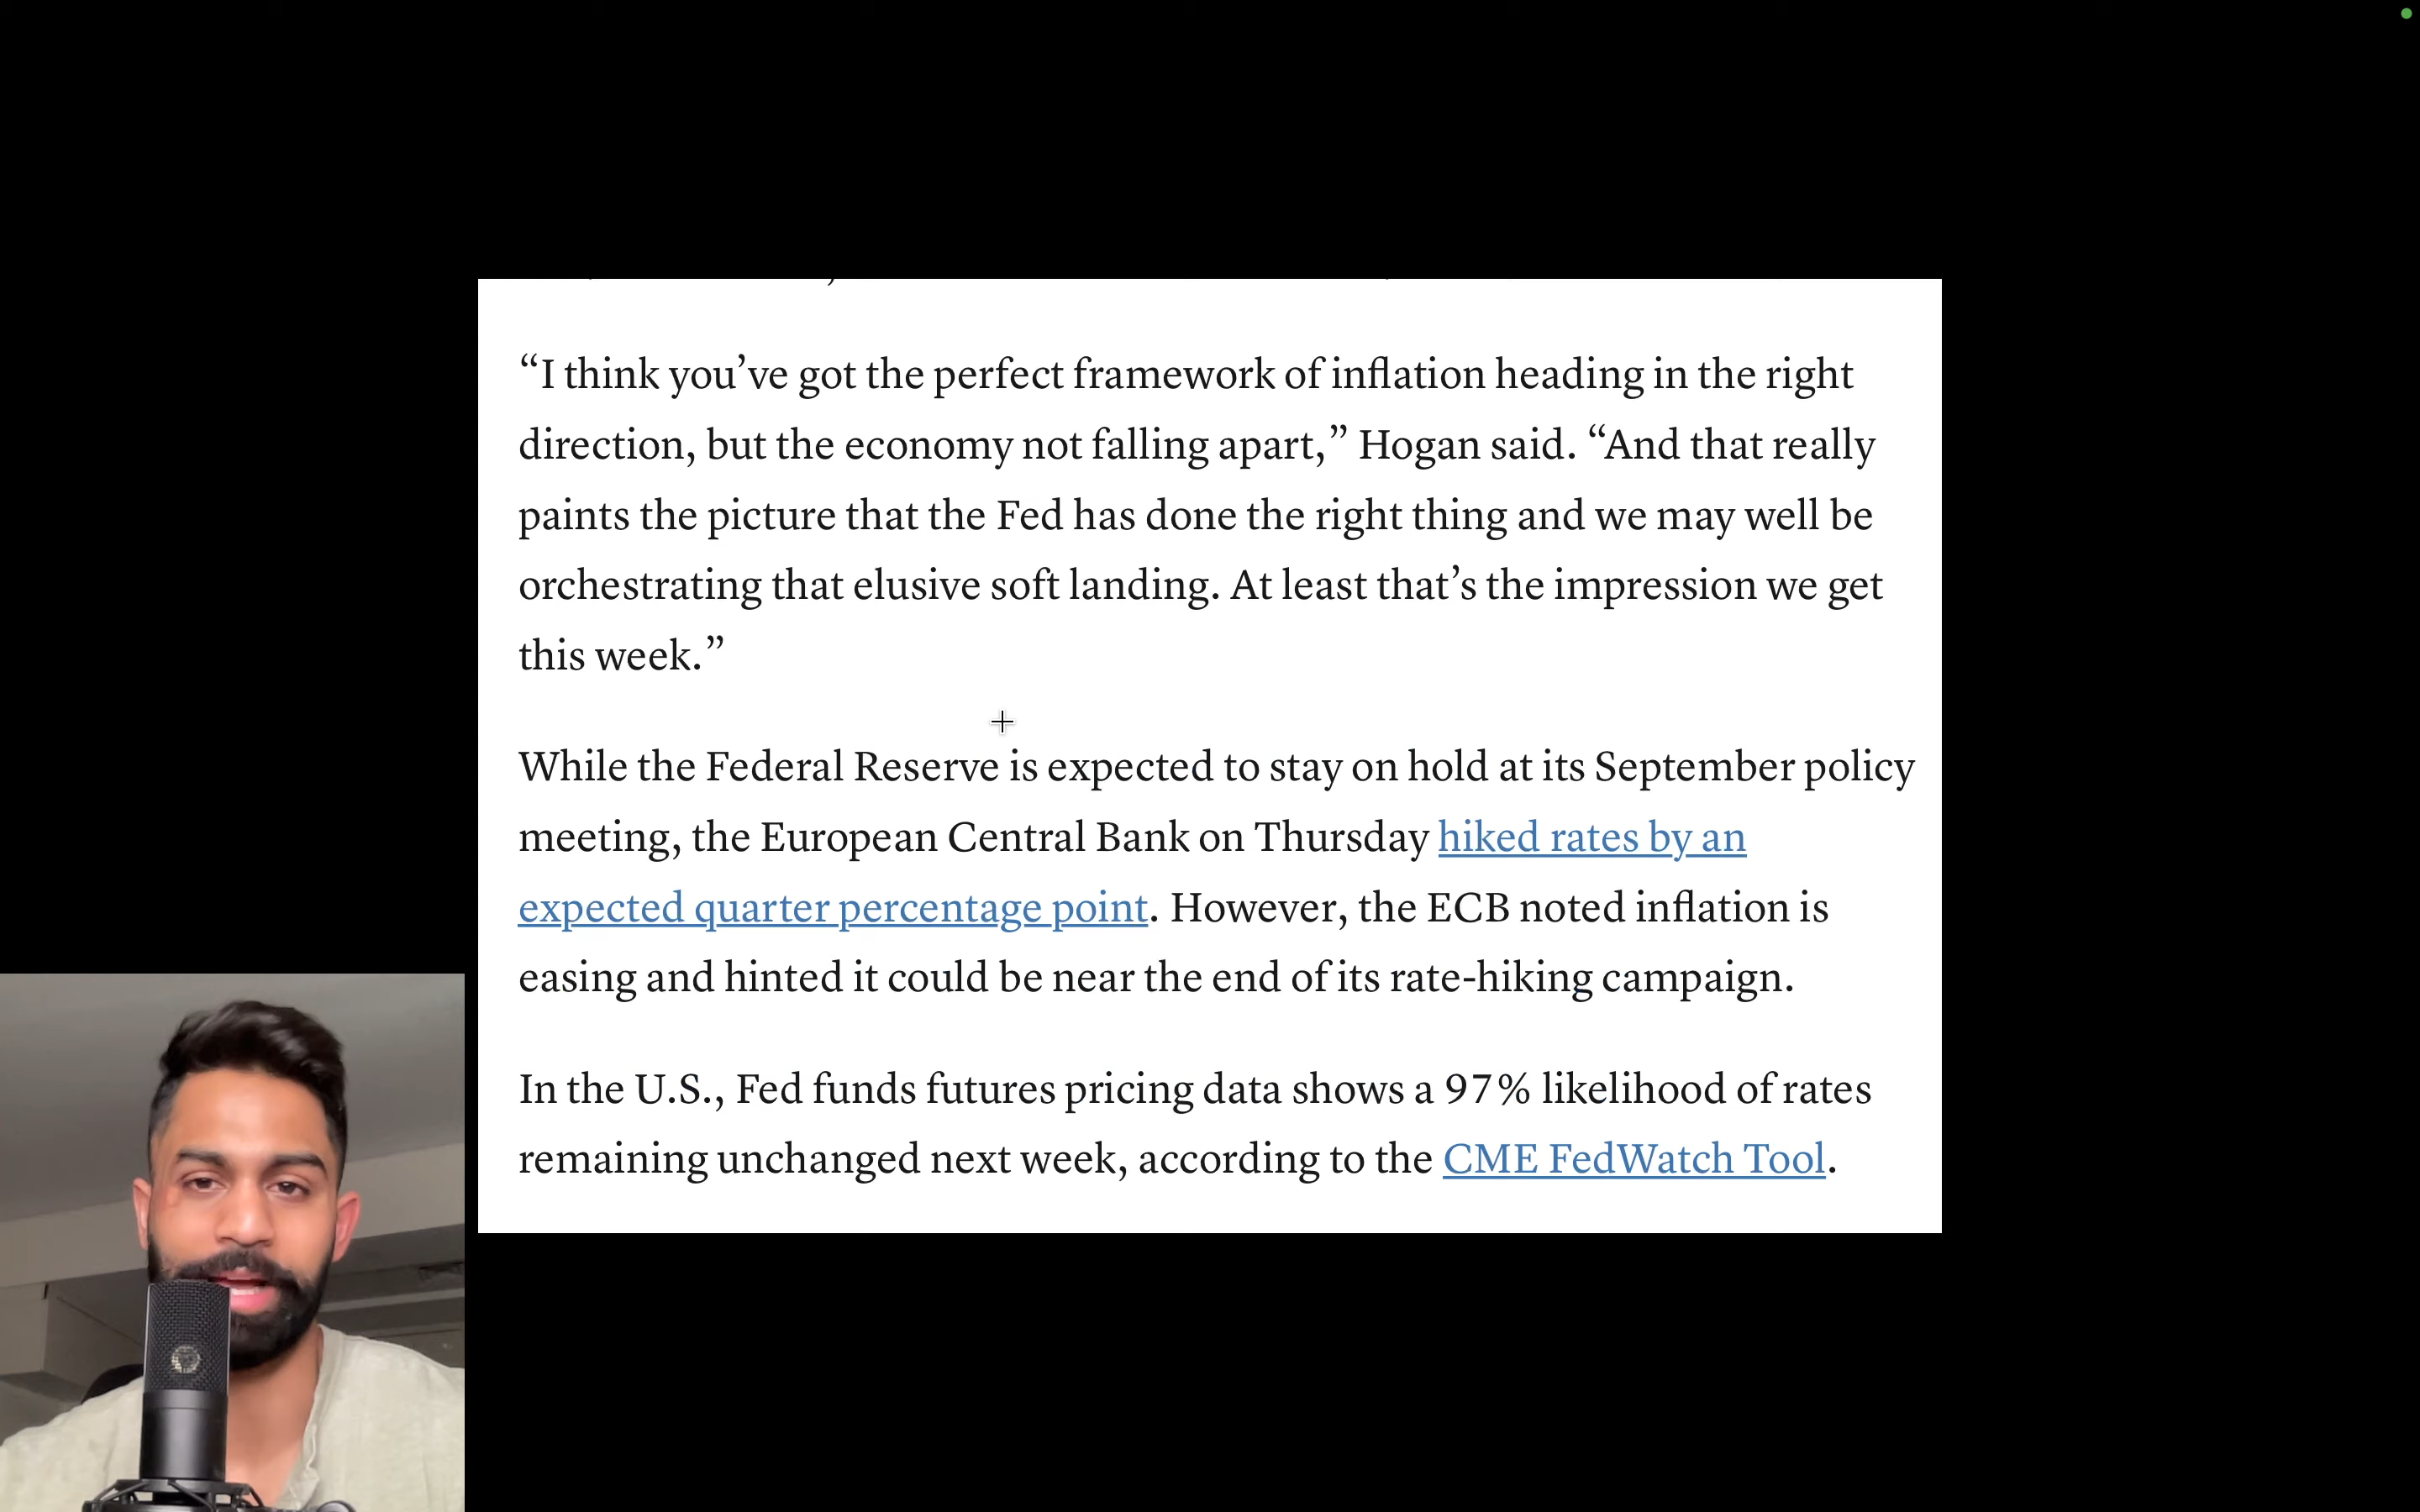 “I think you’ve got the perfect framework of inflation heading in the right
direction, but the economy not falling apart,” Hogan said. “And that really
paints the picture that the Fed has done the right thing and we may well be
orchestrating that elusive soft landing. At least that’s the impression we get
this week.”
While the Federal Reserve is expected to stay on hold at its September policy
meeting, the European Central Bank on Thursday hiked rates by an
expected quarter percentage point. However, the ECB noted inflation is
easing and hinted it could be near the end of its rate-hiking campaign.
In the U.S., Fed funds futures pricing data shows a 97% likelihood of rates
remaining unchanged next week, according to the CME FedWatch Tool.